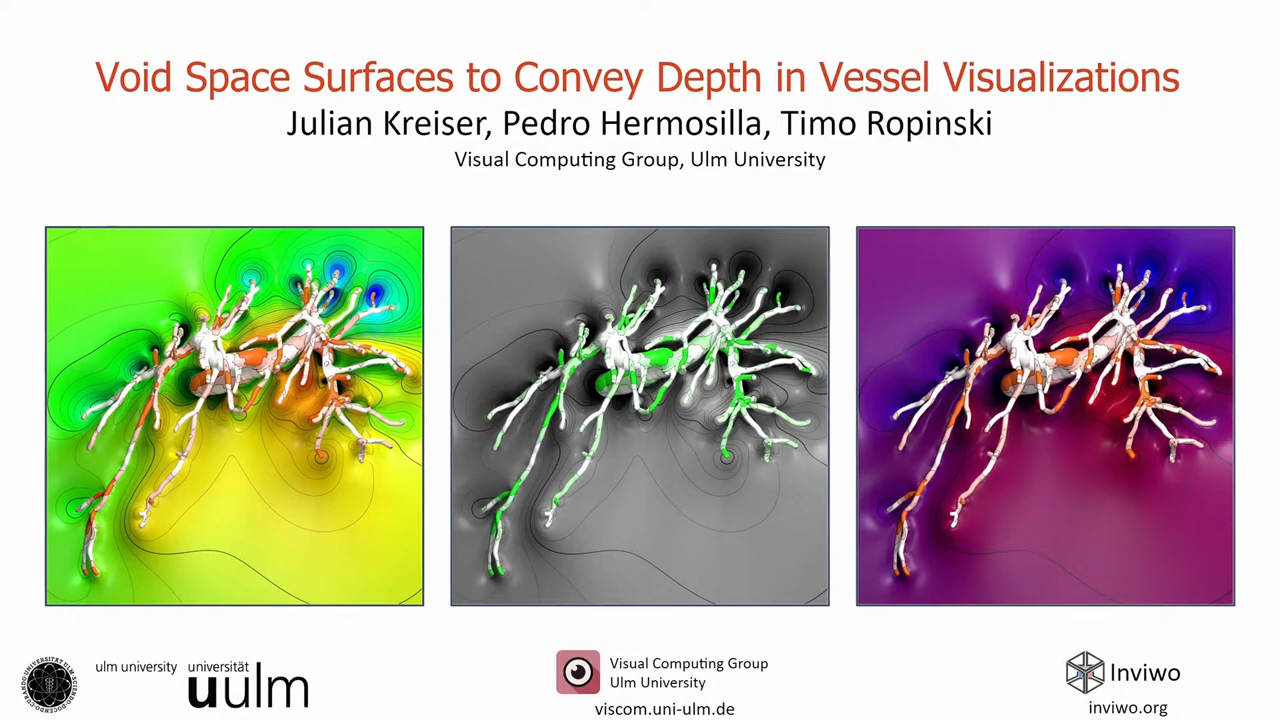 Void Space Surfaces to Convey Depth in Vessel Visualizations
Julian Kreiser, Pedro Hermosilla, Timo Ropinski
Visual Computing Group, Ulm University
ulm university universität
uulm
Visual Computing Group
Ulm University
viscom.uni-ulm.de
Inviwo
inviwo.org